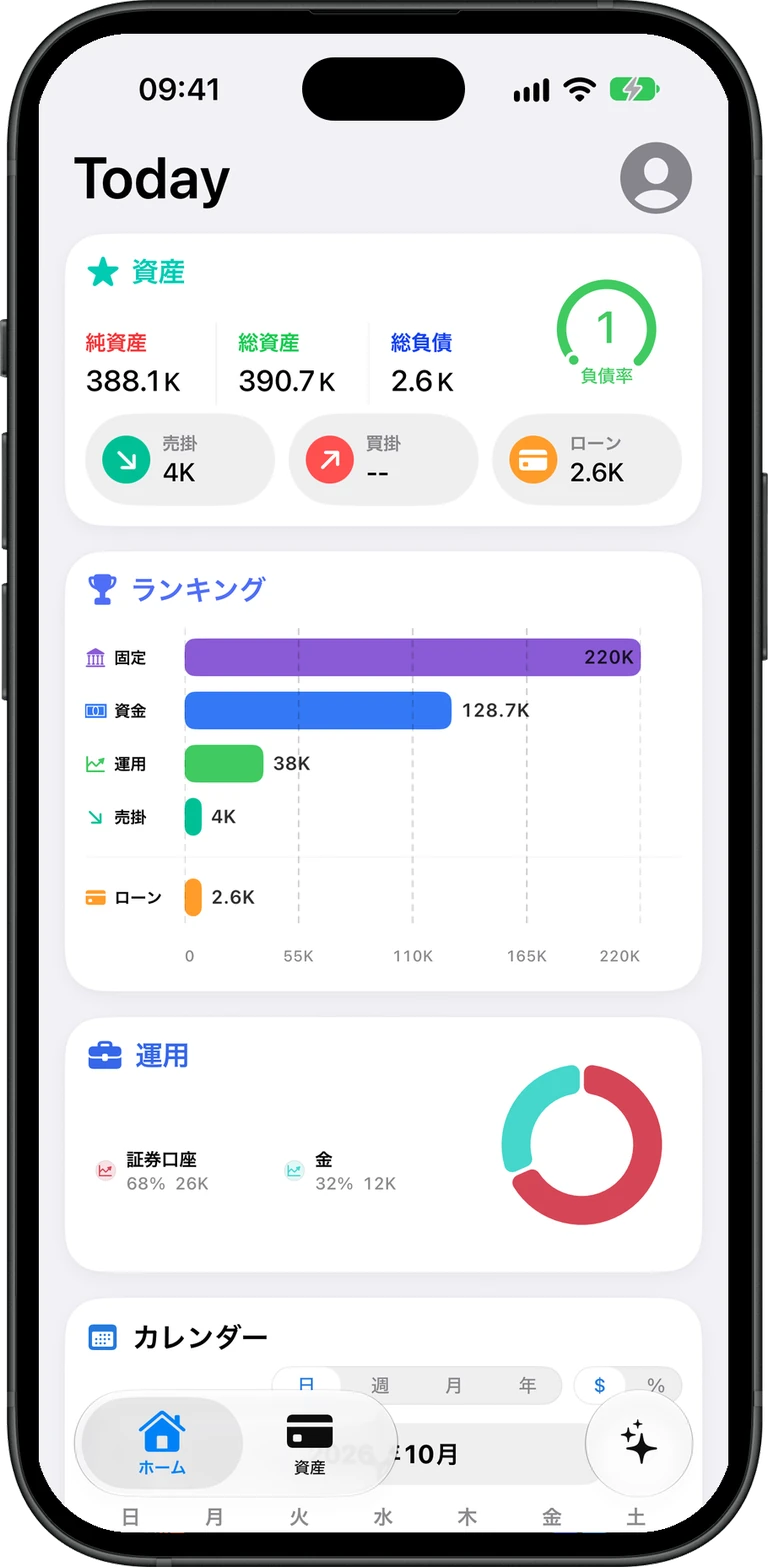 09:41
Today
資産
純資産 総資産 総負債
388.1K 390.7K 2.6K
1
負債率
売掛 買掛 ローン
4K -- 2.6K
ランキング
固定 220K
資金 128.7K
運用 38K
売掛 4K
ローン 2.6K
0 55K 110K 165K 220K
運用
証券口座 金
68% 26K 32% 12K
カレンダー
日 週 月 年 $ %
10月
ホーム 資産
日 月 火 水 木 金 土